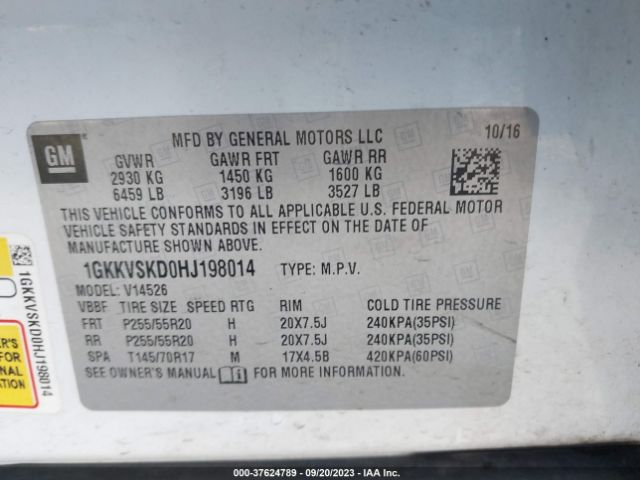 GM
MFD BY GENERAL MOTORS LLC 10/16
GVWR GAWR FRT GAWR RR
2930 KG 1450 KG 1600 KG
6459 LB 3196 LB 3527 LB
THIS VEHICLE CONFORMS TO ALL APPLICABLE U.S. FEDERAL MOTOR
VEHICLE SAFETY STANDARDS IN EFFECT ON THE DATE OF
MANUFACTURE SHOWN ABOVE.
1GKKVSKD0HJ198014 TYPE: M.P.V.
MODEL: V14526
VBBF TIRE SIZE SPEED RTG RIM COLD TIRE PRESSURE
FRT P255/55R20 H 20X7.5J 240KPA(35PSI)
RR P255/55R20 H 20X7.5J 240KPA(35PSI)
SPA T145/70R17 M 17X4.5B 420KPA(60PSI)
SEE OWNER'S MANUAL FOR MORE INFORMATION.
1GKKVSKD0HJ198014
000-37624789 - 09/20/2023 - IAA Inc.